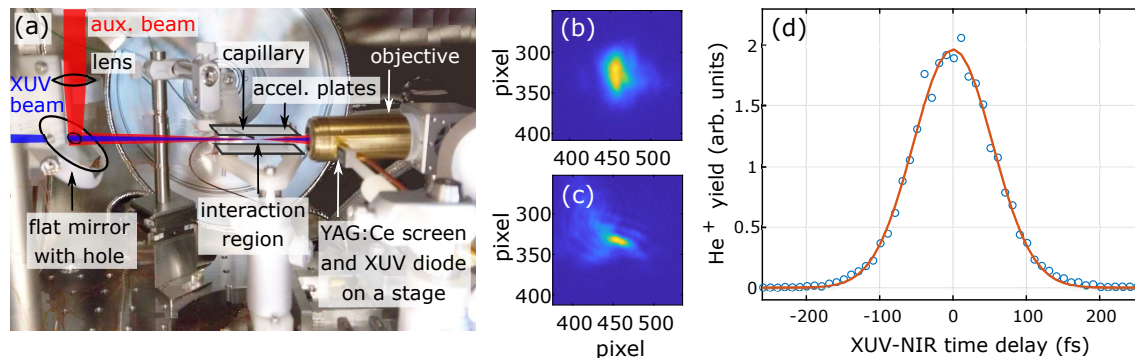 (a)
aux. beam
lens
XUV
beam
capillary
accel. plates
objective
flat mirror
with hole
interaction
region
YAG:Ce screen
and XUV diode
on a stage
(b)
pixel
300
350
400
400 450 500
(c)
pixel
300
350
400
400 450 500
pixel
(d)
He+ yield (arb. units)
2
1.5
1
0.5
0
-200 -100 0 100 200
XUV-NIR time delay (fs)